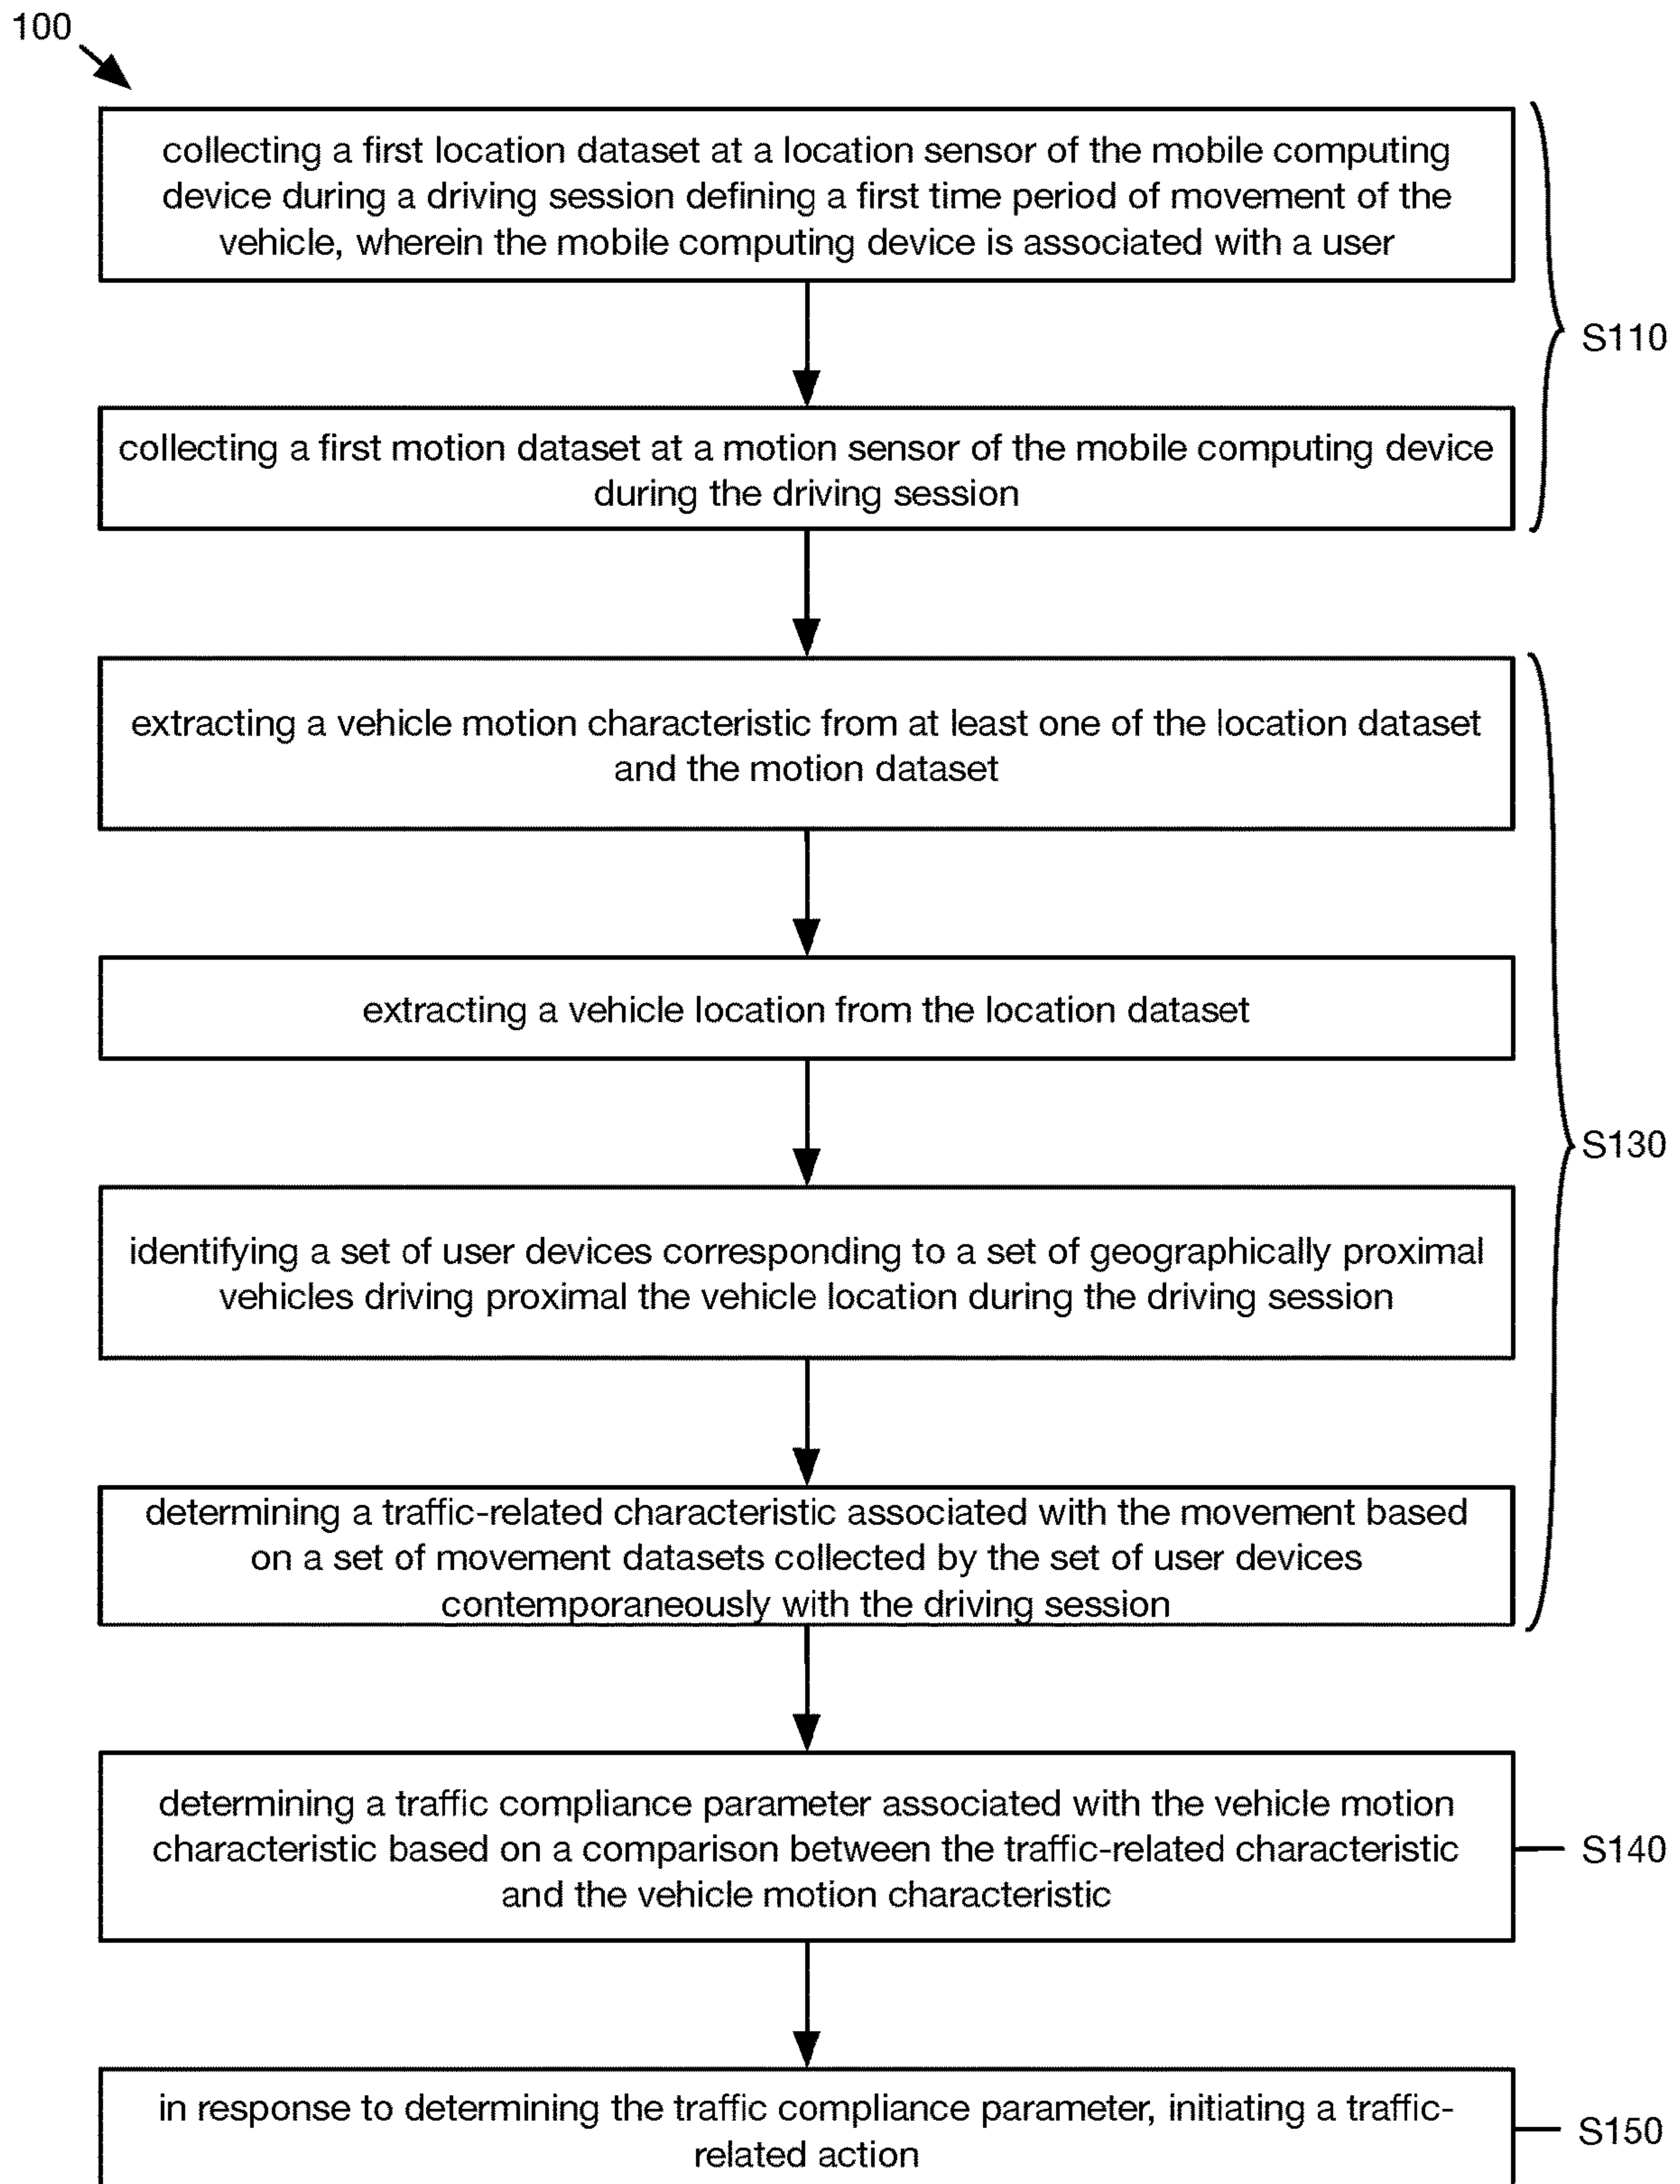 100
collecting a first location dataset at a location sensor of the mobile computing
device during a driving session defining a first time period of movement of the
vehicle, wherein the mobile computing device is associated with a user
S110
collecting a first motion dataset at a motion sensor of the mobile computing device
during the driving session
extracting a vehicle motion characteristic from at least one of the location dataset
and the motion dataset
extracting a vehicle location from the location dataset
S130
identifying a set of user devices corresponding to a set of geographically proximal
vehicles driving proximal the vehicle location during the driving session
determining a traffic-related characteristic associated with the movement based
on a set of movement datasets collected by the set of user devices
contemporaneously with the driving session
determining a traffic compliance parameter associated with the vehicle motion
characteristic based on a comparison between the traffic-related characteristic
and the vehicle motion characteristic
S140
in response to determining the traffic compliance parameter, initiating a traffic-
related action
S150